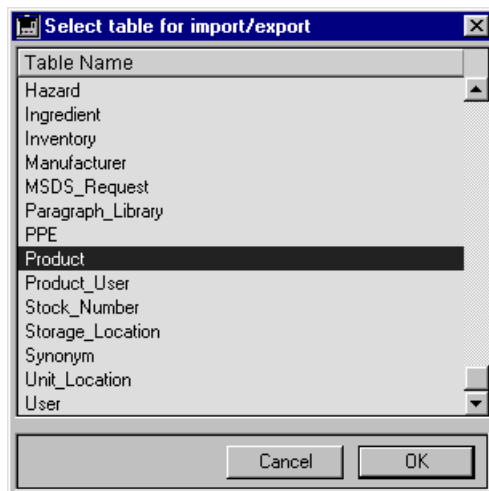 Select table for import/export
Table Name
Hazard
Ingredient
Inventory
Manufacturer
MSDS_Request
Paragraph_Library
PPE
Product
Product_User
Stock_Number
Storage_Location
Synonym
Unit_Location
User
Cancel OK